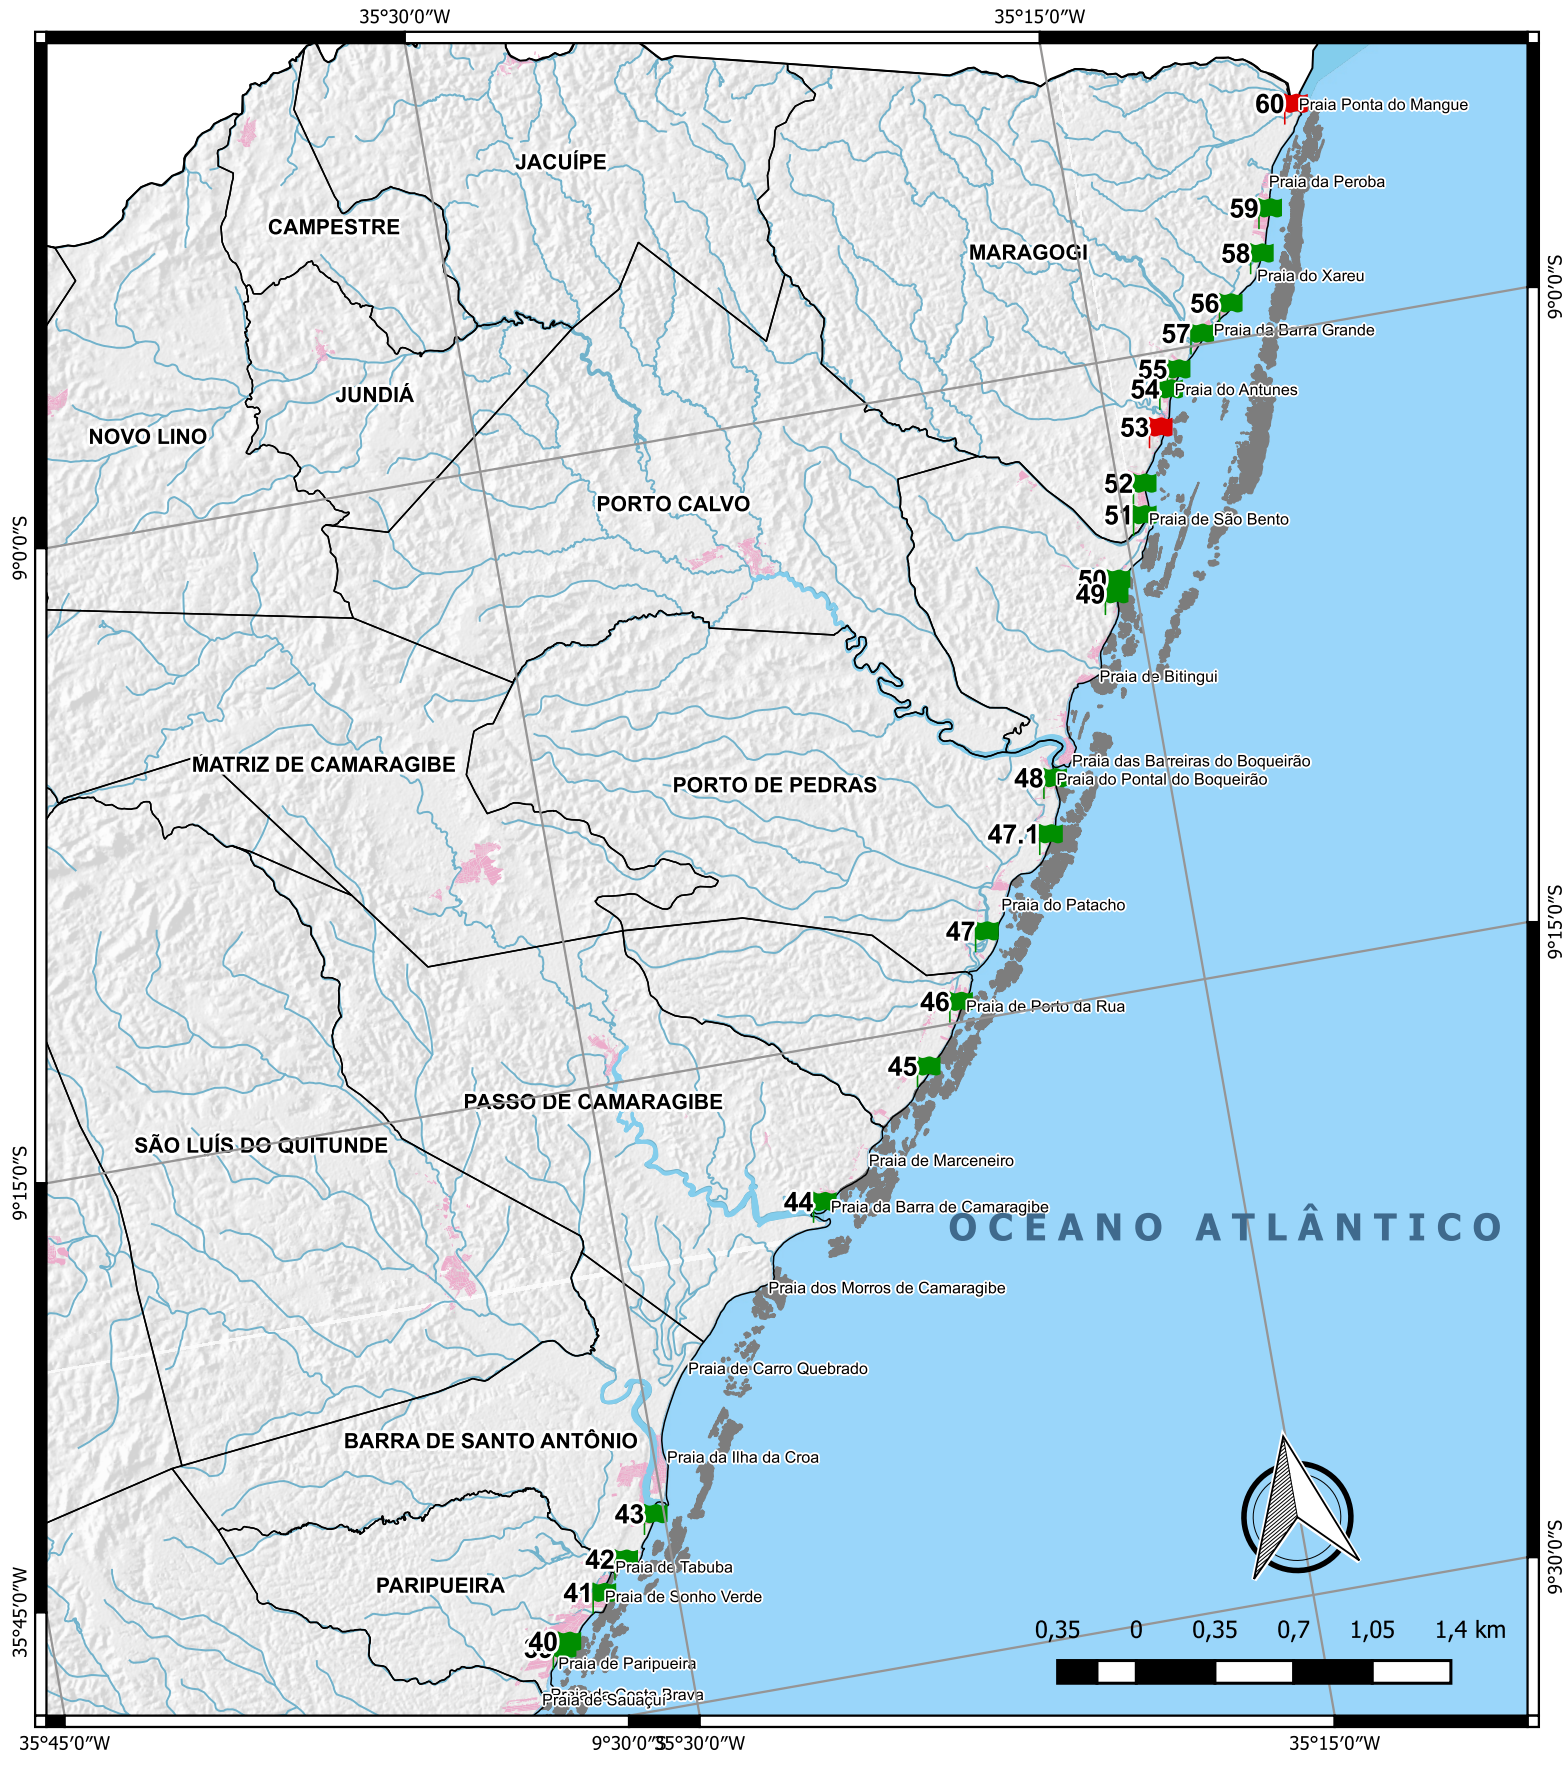 35°30′0″W
35°15′0″W
60
Praia Ponta do Mangue
JACUÍPE
Praia da Peroba
59
CAMPESTRE
MARAGOGI
58
Praia do Xareu
9°0′0″S
56
57
Praia da Barra Grande
55
54
Praia do Antunes
JUNDIÁ
53
NOVO LINO
52
PORTO CALVO
51
Praia de São Bento
9°0′0″S
50
49
Praia de Bitingui
MATRIZ DE CAMARAGIBE
Praia das Barreiras do Boqueirão
48
Praia do Pontal do Boqueirão
PORTO DE PEDRAS
47.1
Praia do Patacho
9°15′0″S
47
46
Praia de Porto da Rua
45
PASSO DE CAMARAGIBE
SÃO LUÍS DO QUITUNDE
Praia de Marceneiro
9°15′0″S
44
Praia da Barra de Camaragibe
OCEANO ATLÂNTICO
Praia dos Morros de Camaragibe
Praia de Carro Quebrado
BARRA DE SANTO ANTÔNIO
Praia da Ilha da Croa
43
42
Praia de Tabuba
9°30′0″S
PARIPUEIRA
41
Praia de Sonho Verde
35°45′0″W
0,35 0 0,35 0,7 1,05 1,4 km
40
Praia de Paripueira
Praia da Costa Brava
Praia de Sauaçuí
35°45′0″W
9°30′0″S
35°30′0″W
35°15′0″W